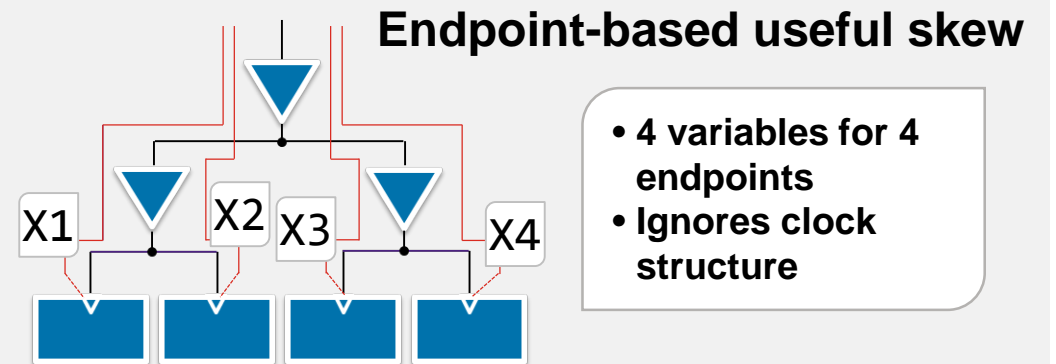 Endpoint-based useful skew
• 4 variables for 4
endpoints
• Ignores clock
structure
X1
X2
X3
X4